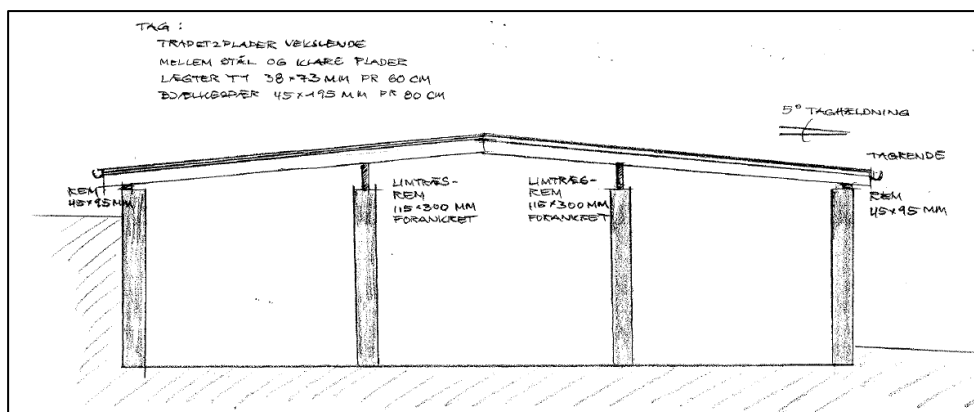 TAG :
TRAPETZPLADER VEKSLENDE
MELLEM STÅL OG KLARE PLADER
LÆGTER T1 38×73 MM PR 60 CM
BJÆLKESPÆR 45×195 MM PR 80 CM
5° TAGHÆLDNING
TAGRENDE
REM
45×95 MM
LIMTRÆS-
REM
115×300 MM
FORANKRET
LIMTRÆS-
REM
115×300 MM
FORANKRET
REM
45×95 MM